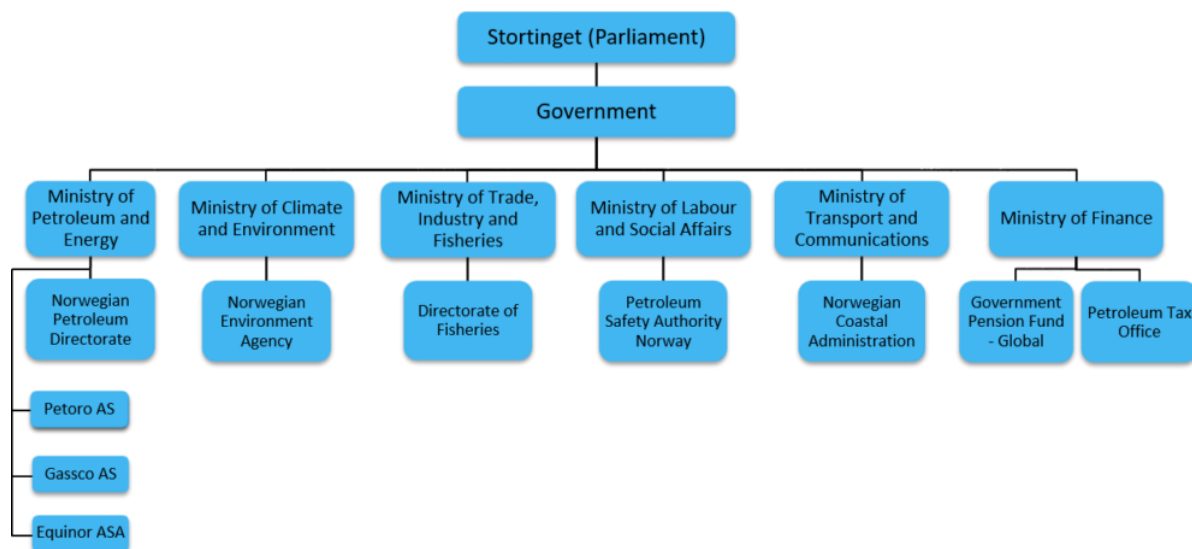 Stortinget (Parliament)
Government
Ministry of
Petroleum and
Energy
Ministry of Climate
and Environment
Ministry of Trade,
Industry and
Fisheries
Ministry of Labour
and Social Affairs
Ministry of
Transport and
Communications
Ministry of Finance
Norwegian
Petroleum
Directorate
Norwegian
Environment
Agency
Directorate of
Fisheries
Petroleum
Safety Authority
Norway
Norwegian
Coastal
Administration
Government
Pension Fund
- Global
Petroleum Tax
Office
Petoro AS
Gassco AS
Equinor ASA